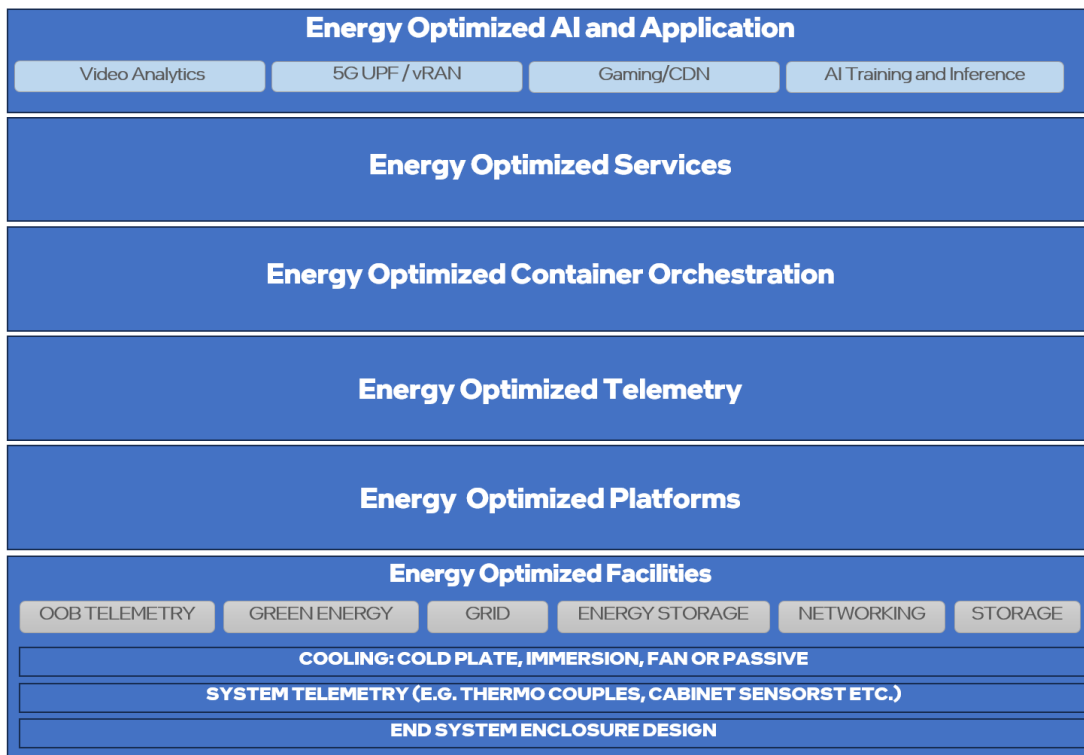 Energy Optimized AI and Application
Video Analytics
5G UPF / vRAN
Gaming/CDN
AI Training and Inference
Energy Optimized Services
Energy Optimized Container Orchestration
Energy Optimized Telemetry
Energy  Optimized Platforms
Energy Optimized Facilities
OOB TELEMETRY
GREEN ENERGY
GRID
ENERGY STORAGE
NETWORKING
STORAGE
COOLING: COLD PLATE, IMMERSION, FAN OR PASSIVE
SYSTEM TELEMETRY (E.G. THERMO COUPLES, CABINET SENSORST ETC.)
END SYSTEM ENCLOSURE DESIGN